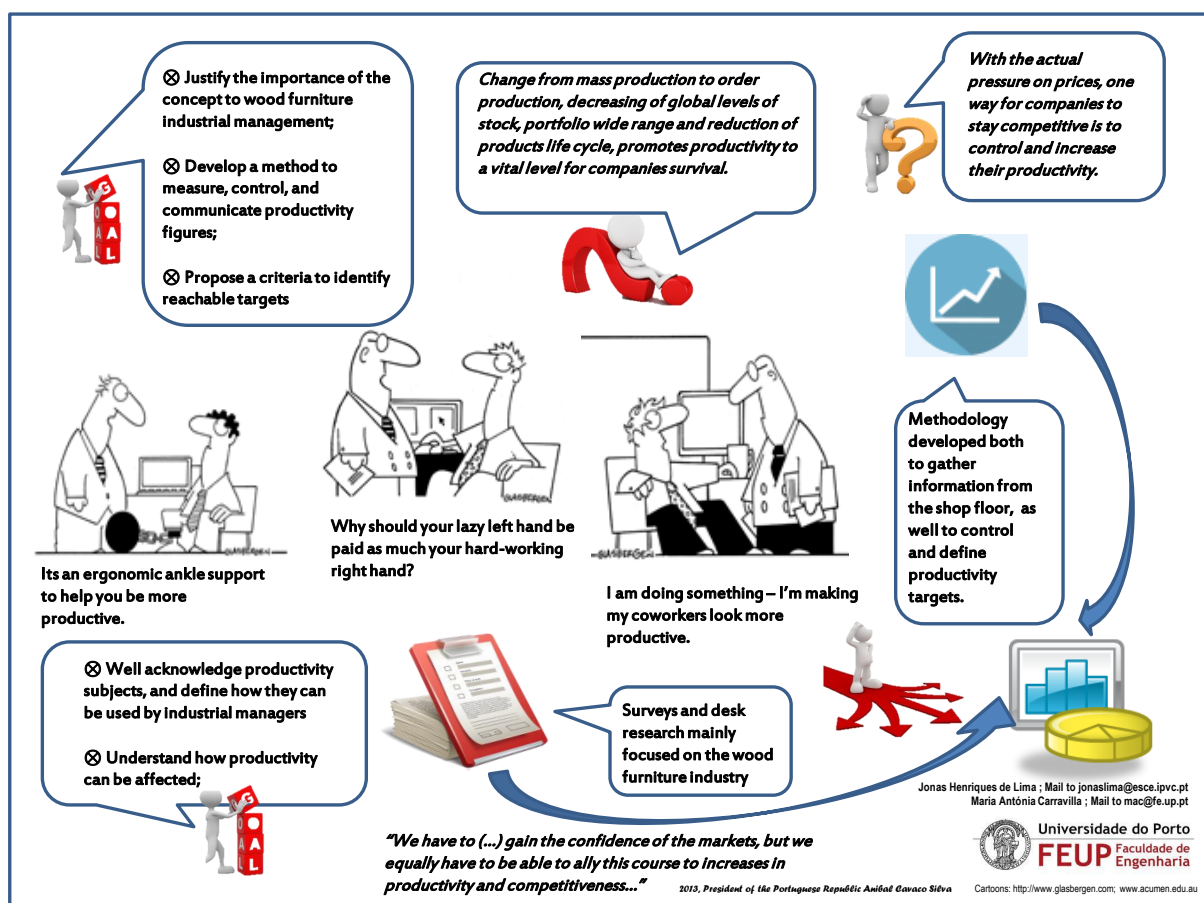 ⊗ Justify the importance of the
concept to wood furniture
industrial management;
⊗ Develop a method to
measure, control, and
communicate productivity
figures;
⊗ Propose a criteria to identify
reachable targets
G
O
A
L
Change from mass production to order
production, decreasing of global levels of
stock, portfolio wide range and reduction of
products life cycle, promotes productivity to
a vital level for companies survival.
With the actual
pressure on prices, one
way for companies to
stay competitive is to
control and increase
their productivity.
GLASBERGEN
Its an ergonomic ankle support
to help you be more
productive.
GLASBERGEN
Why should your lazy left hand be
paid as much your hard-working
right hand?
GLASBERGEN
I am doing something – I'm making
my coworkers look more
productive.
Methodology
developed both
to gather
information from
the shop floor, as
well to control
and define
productivity
targets.
⊗ Well acknowledge productivity
subjects, and define how they can
be used by industrial managers
⊗ Understand how productivity
can be affected;
G
O
A
L
Surveys and desk
research mainly
focused on the wood
furniture industry
Jonas Henriques de Lima ; Mail to jonaslima@esce.ipvc.pt
Maria Antónia Carravilla ; Mail to mac@fe.up.pt
"We have to (...) gain the confidence of the markets, but we
equally have to be able to ally this course to increases in
productivity and competitiveness..." 2013, President of the Portuguese Republic Anibal Cavaco Silva
Universidade do Porto
FEUP Faculdade de
Engenharia
Cartoons: http://www.glasbergen.com; www.acumen.edu.au